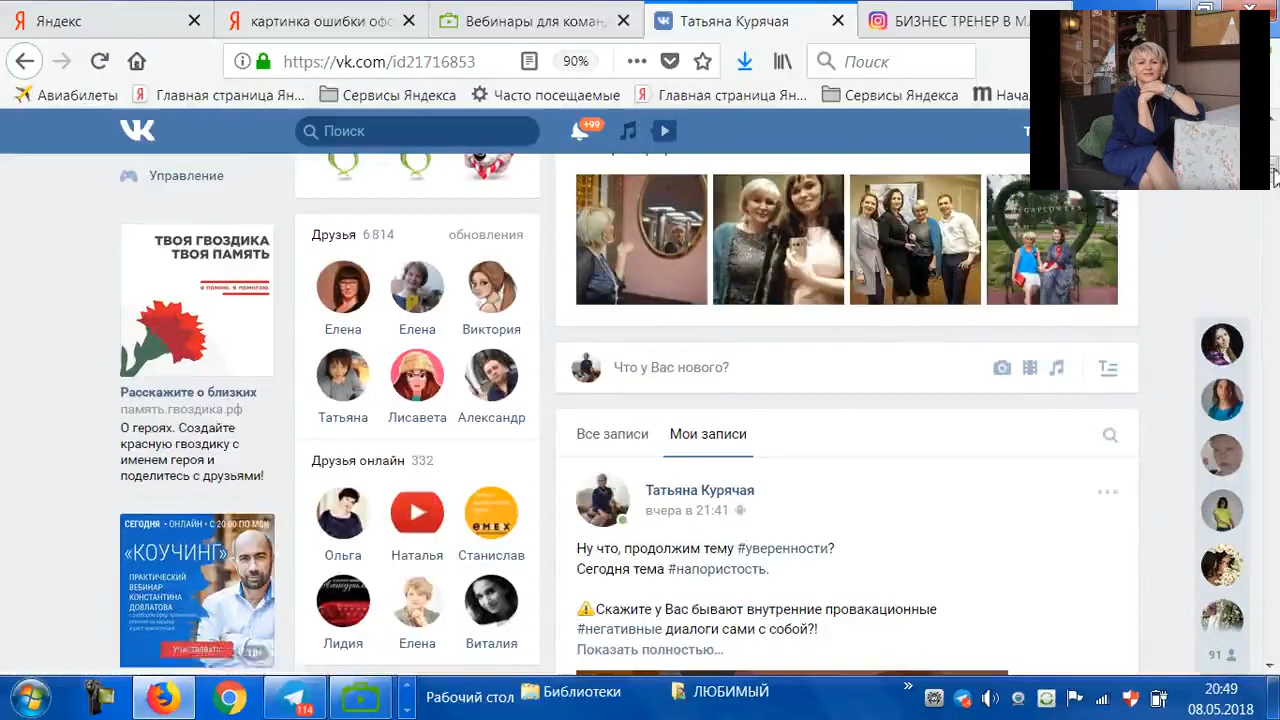 Яндекс
картинка ошибки офс
Вебинары для коман
Татьяна Курячая
БИЗНЕС ТРЕНЕР В М
https://vk.com/id21716853
90%
Поиск
Авиабилеты
Главная страница Ян...
Сервисы Яндекса
Часто посещаемые
Главная страница Ян...
Сервисы Яндекса
Нача
Поиск
+99
Управление
ТВОЯ ГВОЗДИКА
ТВОЯ ПАМЯТЬ
Я ПОМНЮ. Я ПОМОГАЮ.
Расскажите о близких
память.гвоздика.рф
О героях. Создайте
красную гвоздику с
именем героя и
поделитесь с друзьями!
СЕГОДНЯ • ОНЛАЙН • С 20:00 ПО МСК
«КОУЧИНГ»
ПРАКТИЧЕСКИЙ
ВЕБИНАР
КОНСТАНТИНА
ДОВЛАТОВА
Друзья 6 814
обновления
Елена
Елена
Виктория
Татьяна
Лисавета
Александр
Друзья онлайн 332
Ольга
Наталья
Станислав
Лидия
Елена
Виталия
Что у Вас нового?
Все записи
Мои записи
Татьяна Курячая
вчера в 21:41
Ну что, продолжим тему #уверенности?
Сегодня тема #напористость.
Скажите у Вас бывают внутренние провакационные
#негативные диалоги сами с собой?!
Показать полностью…
91
114
Рабочий стол
Библиотеки
ЛЮБИМЫЙ
20:49
08.05.2018